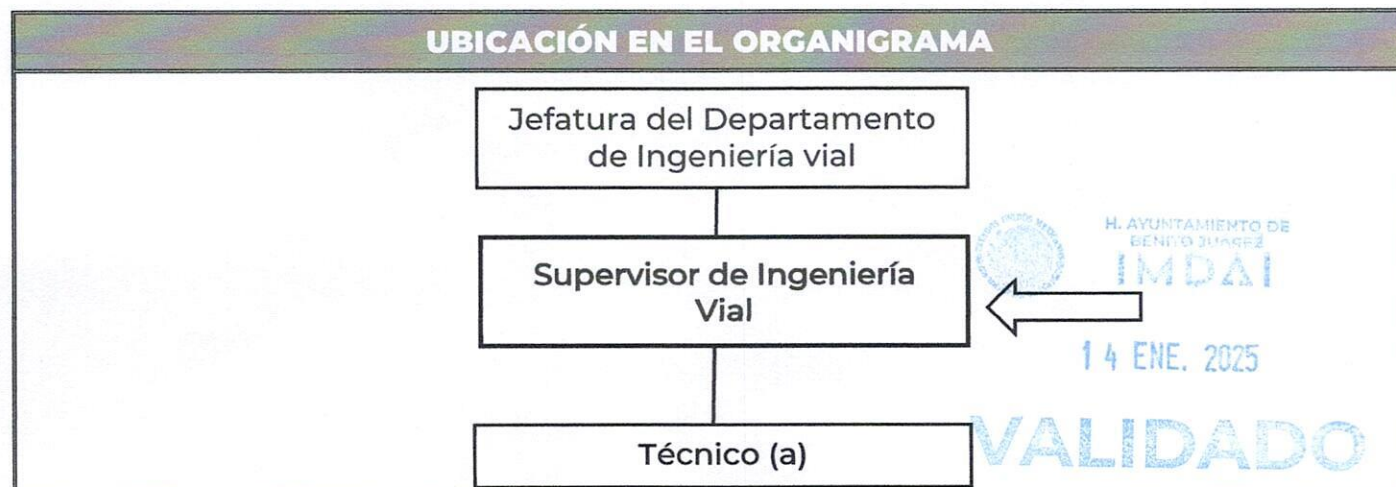 UBICACIÓN EN EL ORGANIGRAMA
Jefatura del Departamento
de Ingeniería vial
Supervisor de Ingeniería
Vial
H. AYUNTAMIENTO DE
BENITO JUÁREZ
IMDAI
14 ENE. 2025
Técnico (a)
VALIDADO